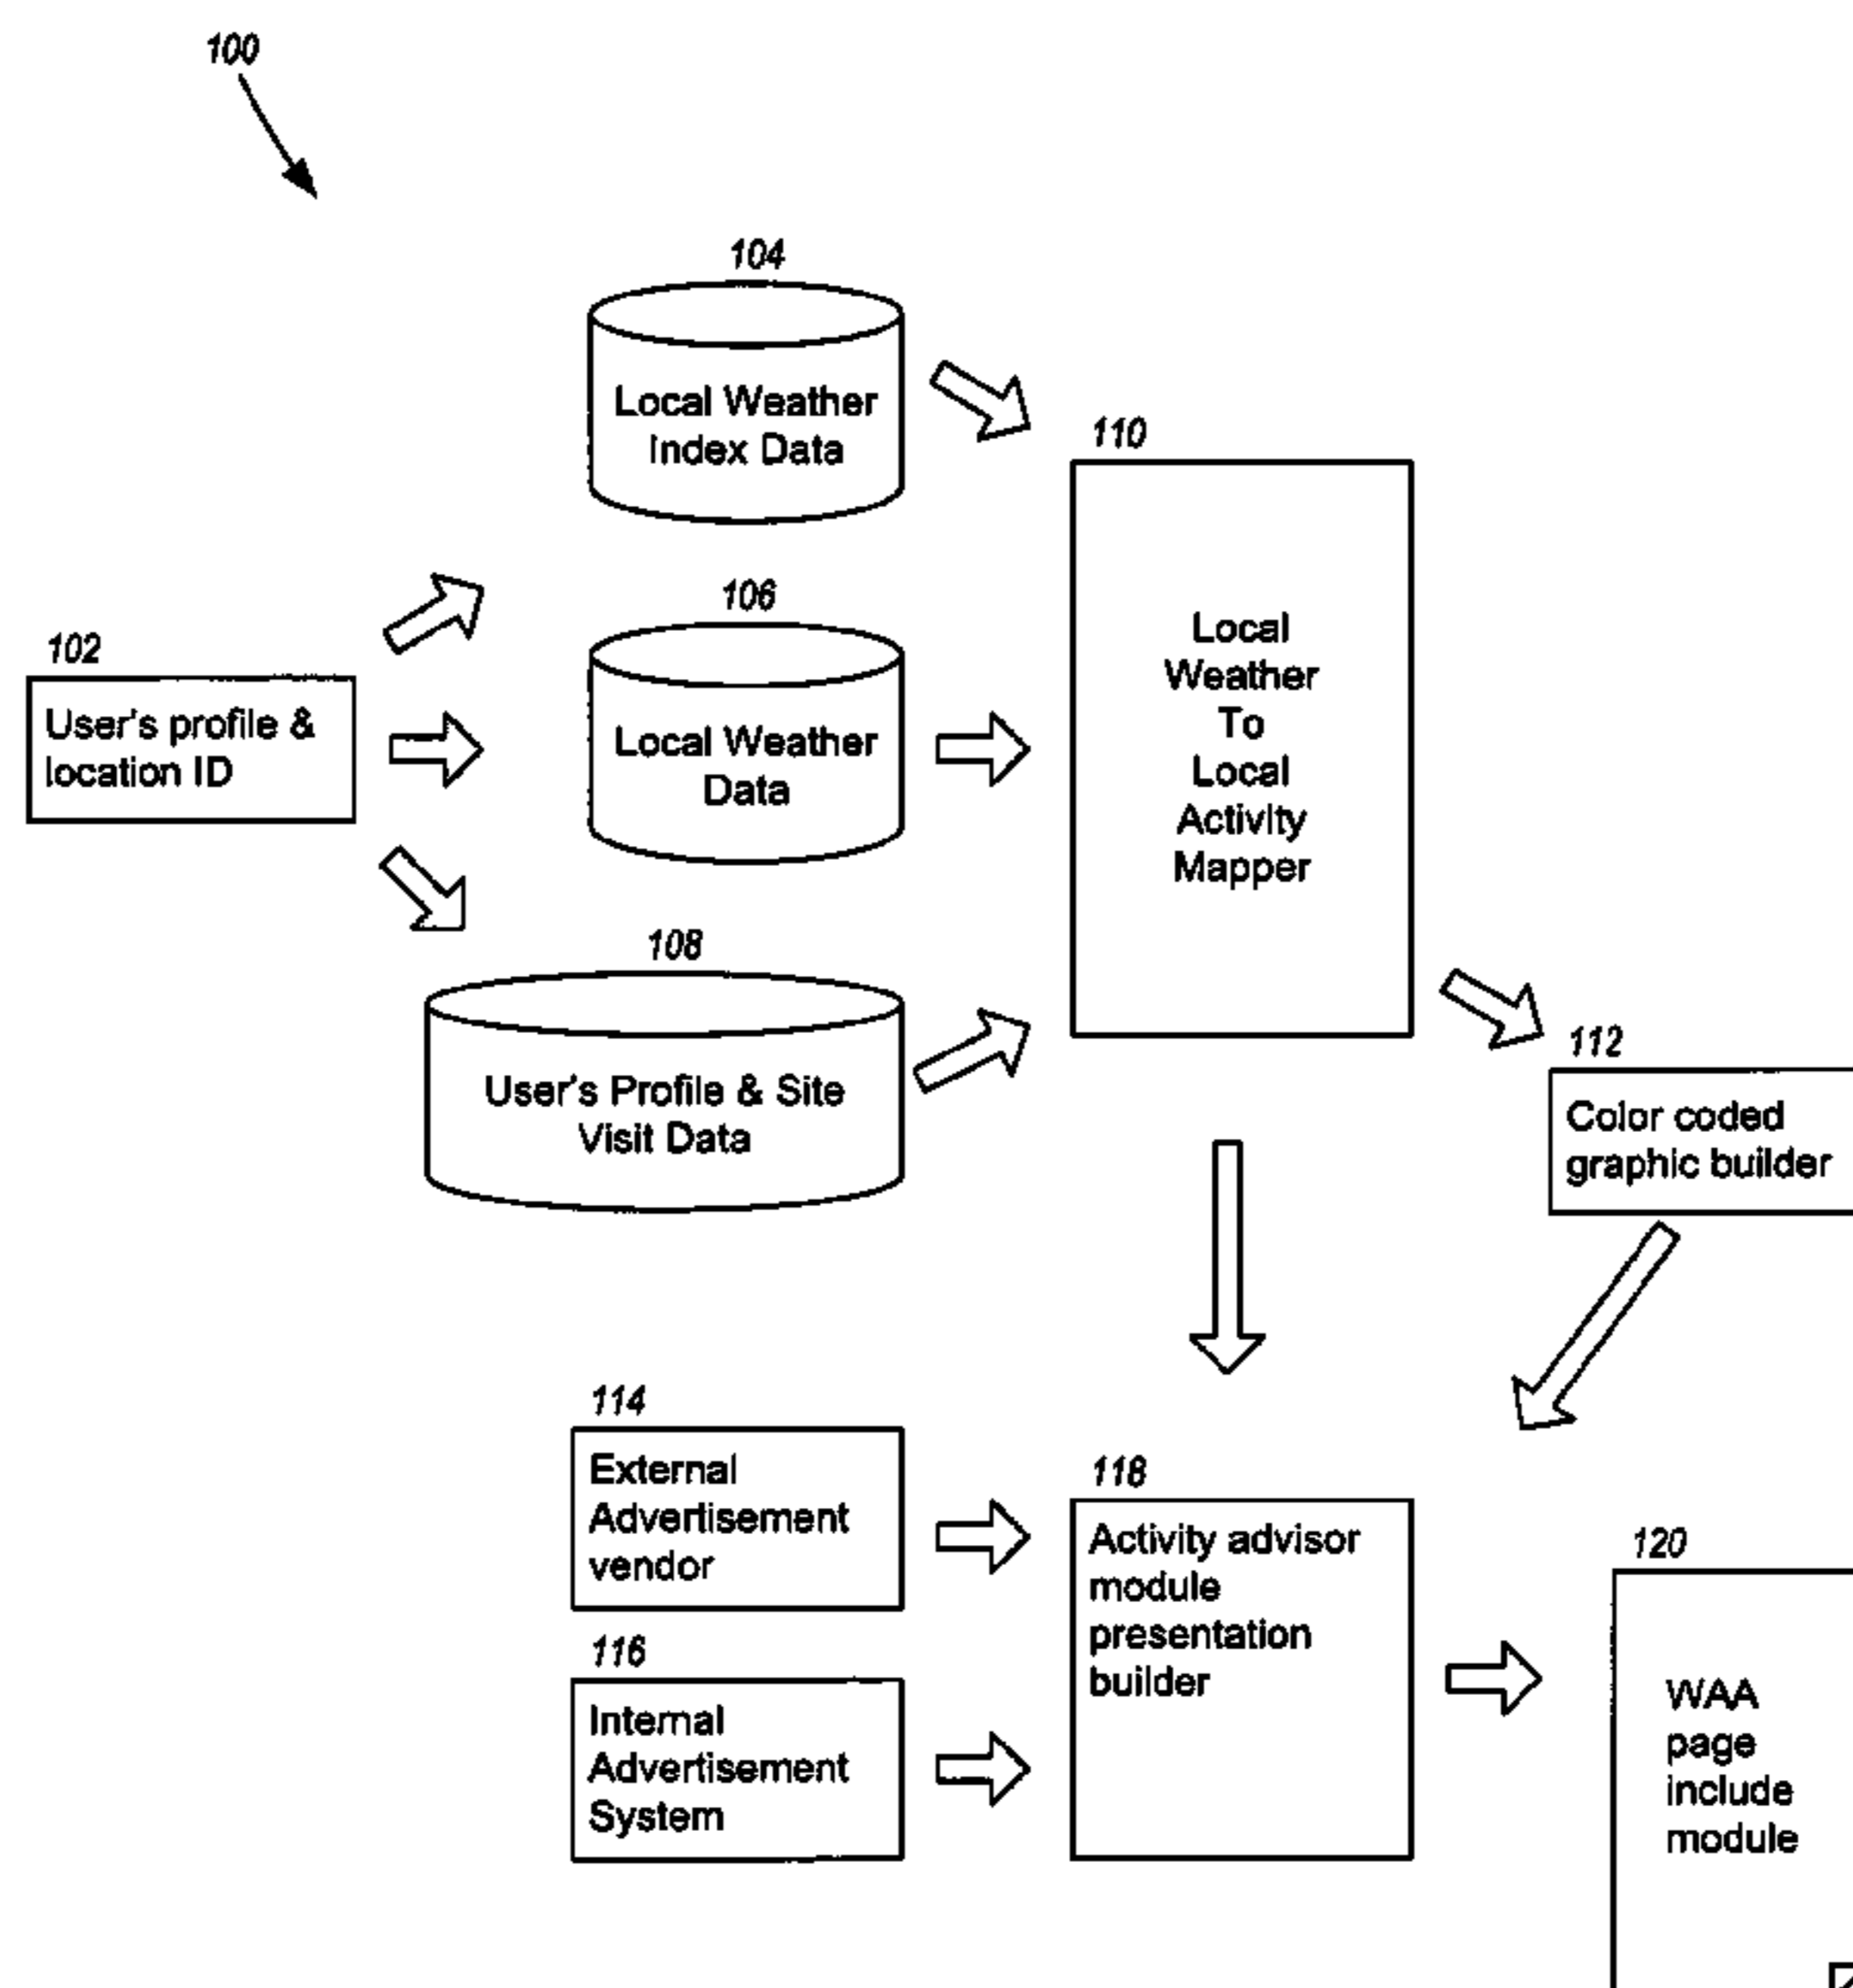 100
104
Local Weather
Index Data
110
Local
Weather
To
Local
Activity
Mapper
106
Local Weather
Data
102
User's profile &
location ID
108
User's Profile & Site
Visit Data
112
Color coded
graphic builder
114
External
Advertisement
vendor
116
Internal
Advertisement
System
118
Activity advisor
module
presentation
builder
120
WAA
page
include
module